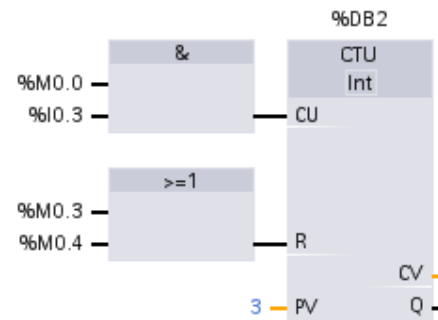 %DB2
& CTU
Int
%M0.0
%I0.3 CU
>=1
%M0.3
%M0.4 R
CV
3 PV Q